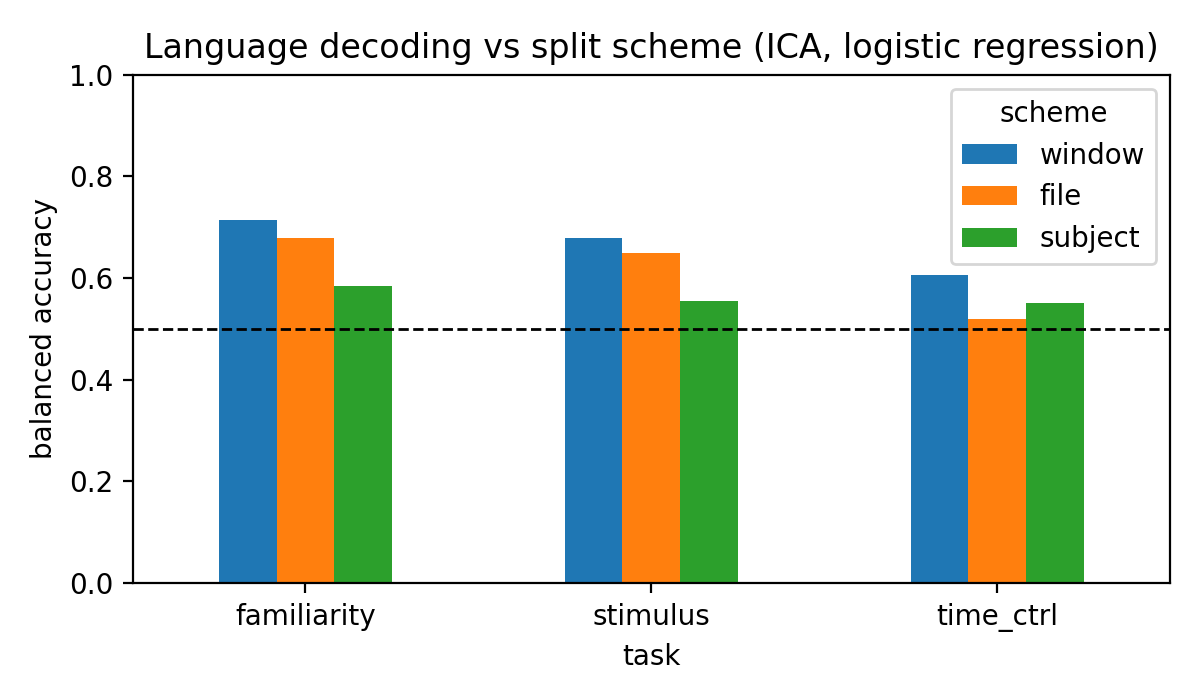 Language decoding vs split scheme (ICA, logistic regression)
1.0
0.8
0.6
0.4
0.2
0.0
balanced accuracy
scheme
window
file
subject
familiarity
stimulus
time_ctrl
task